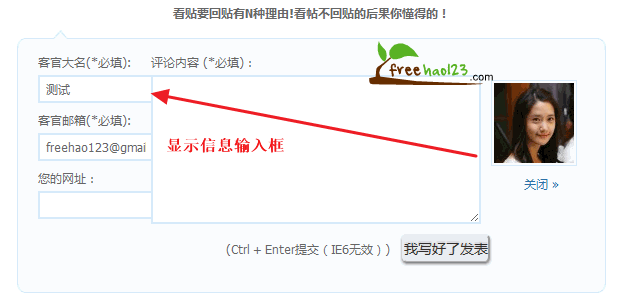 看贴要回贴有N种理由!看帖不回贴的后果你懂得的！
freehao123.com
客官大名(*必填):
评论内容 (*必填)：
测试
客官邮箱(*必填):
freehao123@gmai
显示信息输入框
您的网址：
关闭 »
(Ctrl + Enter提交（IE6无效）)
我写好了发表